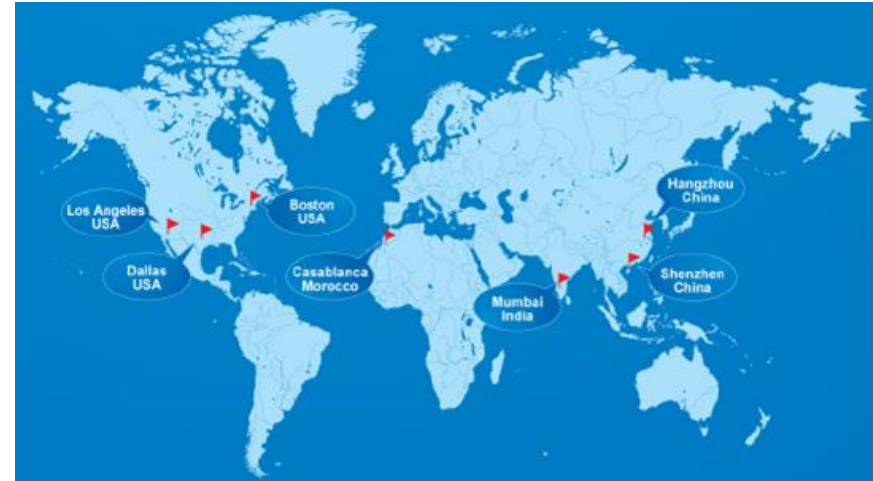 Los Angeles
USA
Boston
USA
Dallas
USA
Casablanca
Morocco
Mumbai
India
Hangzhou
China
Shenzhen
China